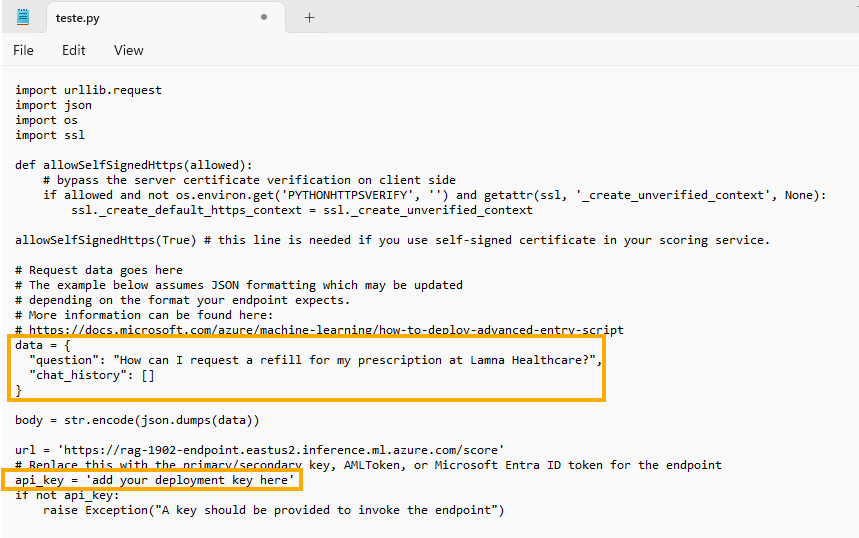 teste.py
File Edit View
import urllib.request
import json
import os
import ssl
def allowSelfSignedHttps(allowed):
    # bypass the server certificate verification on client side
    if allowed and not os.environ.get('PYTHONHTTPSVERIFY', '') and getattr(ssl, '_create_unverified_context', None):
        ssl._create_default_https_context = ssl._create_unverified_context
allowSelfSignedHttps(True) # this line is needed if you use self-signed certificate in your scoring service.
# Request data goes here
# The example below assumes JSON formatting which may be updated
# depending on the format your endpoint expects.
# More information can be found here:
# https://docs.microsoft.com/azure/machine-learning/how-to-deploy-advanced-entry-script
data = {
  "question": "How can I request a refill for my prescription at Lamna Healthcare?",
  "chat_history": []
}
body = str.encode(json.dumps(data))
url = 'https://rag-1902-endpoint.eastus2.inference.ml.azure.com/score'
# Replace this with the primary/secondary key, AMLToken, or Microsoft Entra ID token for the endpoint
api_key = 'add your deployment key here'
if not api_key:
    raise Exception("A key should be provided to invoke the endpoint")